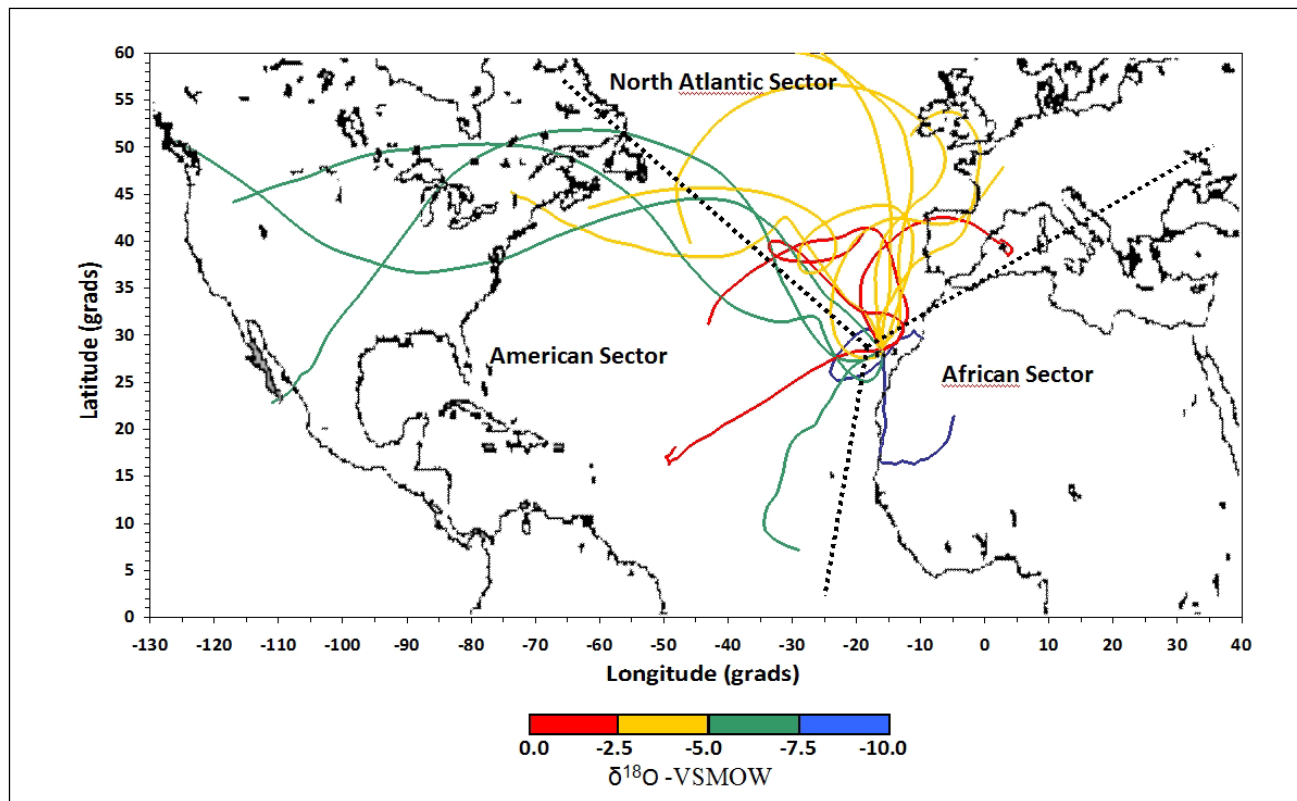 60
55
50
45
40
35
30
25
20
15
10
5
0
Latitude (grads)
North Atlantic Sector
American Sector
African Sector
-130 -120 -110 -100 -90 -80 -70 -60 -50 -40 -30 -20 -10 0 10 20 30 40
Longitude (grads)
0.0 -2.5 -5.0 -7.5 -10.0
δ¹⁸O -VSMOW